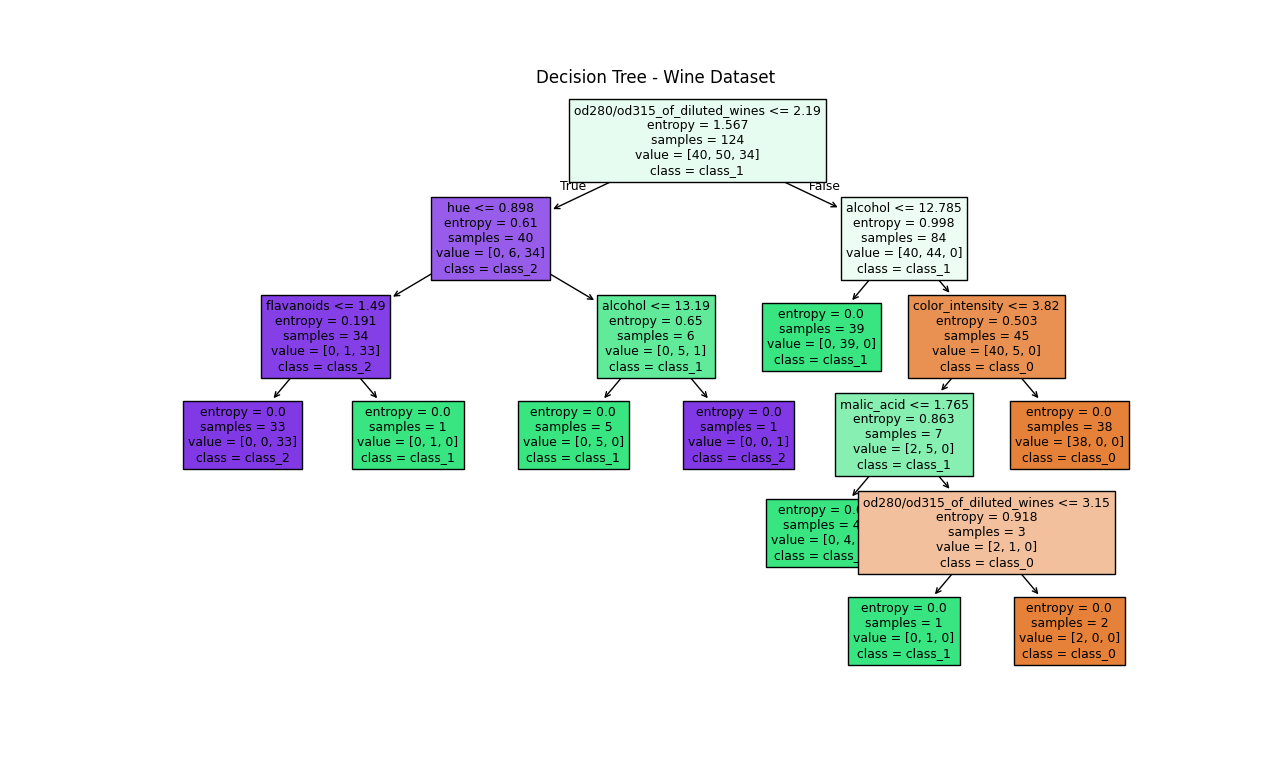 Decision Tree - Wine Dataset
od280/od315_of_diluted_wines <= 2.19
entropy = 1.567
samples = 124
value = [40, 50, 34]
class = class_1
True
False
hue <= 0.898
entropy = 0.61
samples = 40
value = [0, 6, 34]
class = class_2
alcohol <= 12.785
entropy = 0.998
samples = 84
value = [40, 44, 0]
class = class_1
flavanoids <= 1.49
entropy = 0.191
samples = 34
value = [0, 1, 33]
class = class_2
alcohol <= 13.19
entropy = 0.65
samples = 6
value = [0, 5, 1]
class = class_1
entropy = 0.0
samples = 39
value = [0, 39, 0]
class = class_1
color_intensity <= 3.82
entropy = 0.503
samples = 45
value = [40, 5, 0]
class = class_0
entropy = 0.0
samples = 33
value = [0, 0, 33]
class = class_2
entropy = 0.0
samples = 1
value = [0, 1, 0]
class = class_1
entropy = 0.0
samples = 5
value = [0, 5, 0]
class = class_1
entropy = 0.0
samples = 1
value = [0, 0, 1]
class = class_2
malic_acid <= 1.765
entropy = 0.863
samples = 7
value = [2, 5, 0]
class = class_1
entropy = 0.0
samples = 38
value = [38, 0, 0]
class = class_0
entropy = 0.
samples = 4
value = [0, 4,
class = class_
od280/od315_of_diluted_wines <= 3.15
entropy = 0.918
samples = 3
value = [2, 1, 0]
class = class_0
entropy = 0.0
samples = 1
value = [0, 1, 0]
class = class_1
entropy = 0.0
samples = 2
value = [2, 0, 0]
class = class_0